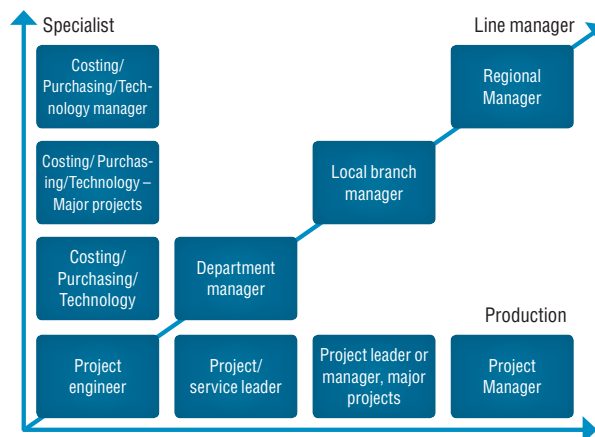 Specialist
Line manager
Costing/
Purchasing/Tech-
nology manager
Regional
Manager
Costing/ Purchas-
ing/Technology –
Major projects
Local branch
manager
Costing/
Purchasing/
Technology
Department
manager
Production
Project
engineer
Project/
service leader
Project leader or
manager, major
projects
Project
Manager